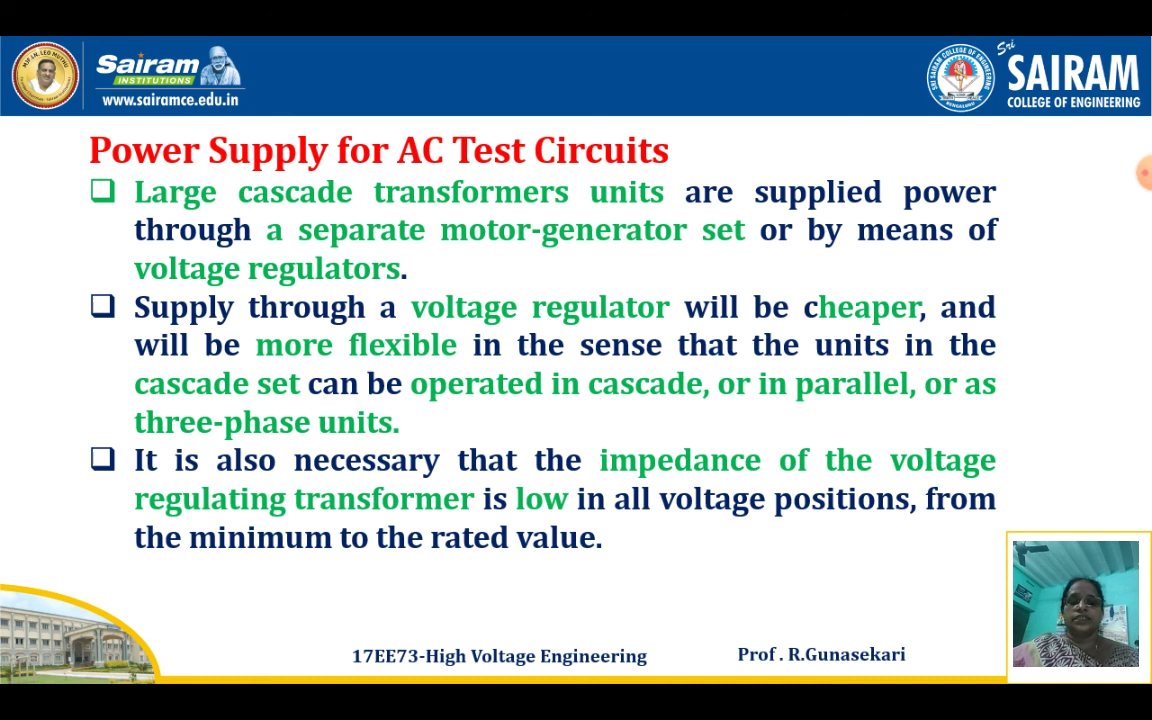 Sairam
INSTITUTIONS
www.sairamce.edu.in
Sri
SAIRAM
COLLEGE OF ENGINEERING
Power Supply for AC Test Circuits
❑ Large cascade transformers units are supplied power
through a separate motor-generator set or by means of
voltage regulators.
❑ Supply through a voltage regulator will be cheaper, and
will be more flexible in the sense that the units in the
cascade set can be operated in cascade, or in parallel, or as
three-phase units.
❑ It is also necessary that the impedance of the voltage
regulating transformer is low in all voltage positions, from
the minimum to the rated value.
17EE73-High Voltage Engineering
Prof . R.Gunasekari